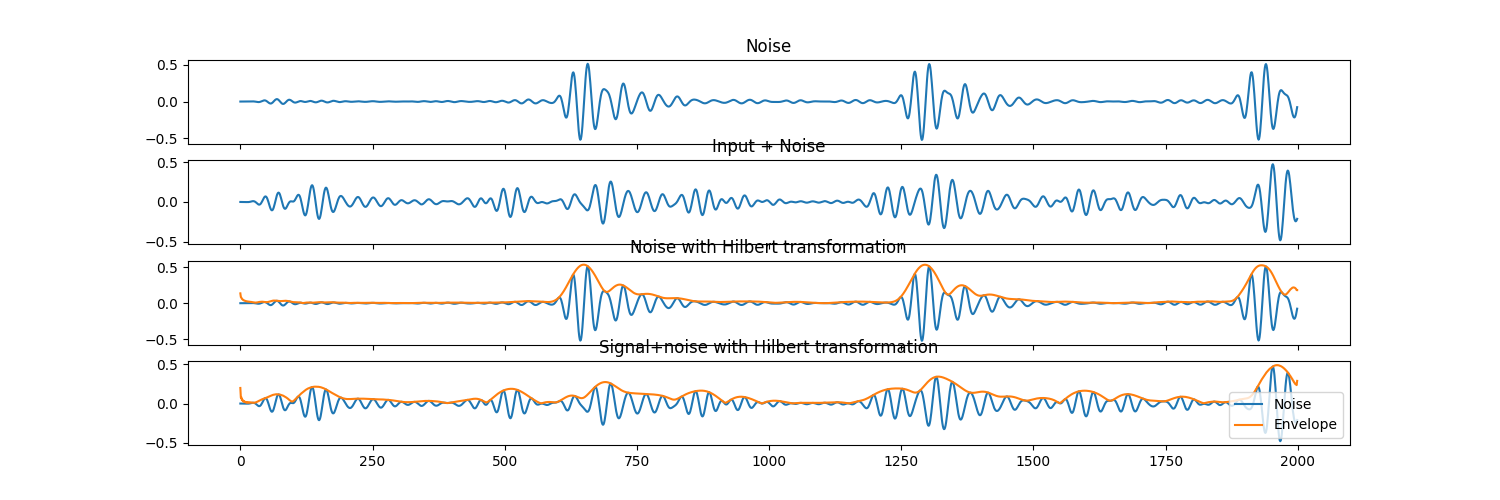 Noise
0.5
0.0
−0.5
Input + Noise
0.5
0.0
−0.5
Noise with Hilbert transformation
0.5
0.0
−0.5
Signal+noise with Hilbert transformation
0.5
0.0
−0.5
Noise
Envelope
0 250 500 750 1000 1250 1500 1750 2000